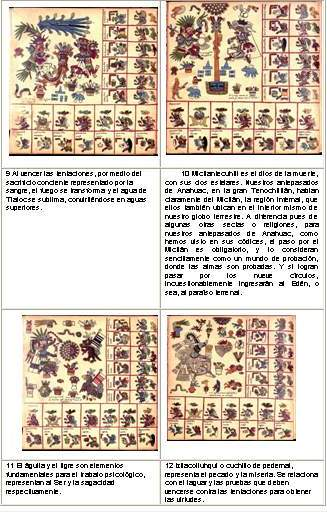 9 Al vencer las tentaciones, por medio del
sacrificio conciente representado por la
sangre, el fuego se transforma y el agua de
Tlaloc se sublima, convirtiéndose en aguas
superiores.
10 Mictlantecuhtli es el dios de la muerte,
con sus dos estelares. Nuestros antepasados
de Anahuac, en la gran Tenochtitlán, hablan
claramente del Mictlán, la región infernal, que
ellos también ubican en el interior mismo de
nuestro globo terrestre. A diferencia pues de
algunas otras sectas o religiones, para
nuestros antepasados de Anahuac, como
hemos visto en sus códices, el paso por el
Mictlán es obligatorio, y lo consideran
sencillamente como un mundo de probación,
donde las almas son probadas. Y si logran
pasar por los nueve círculos,
incuestionablemente ingresarán al Edén, o
sea, al paraíso terrenal.
11 El águila y el tigre son elementos
fundamentales para el trabajo psicológico,
representan al Ser y la sagacidad
respectivamente.
12 Itztlacoliuhqui o cuchillo de pedernal,
representa el pecado y la miseria. Se relaciona
con el jaguar y las pruebas que deben
vencerse contra las tentaciones para obtener
las virtudes.